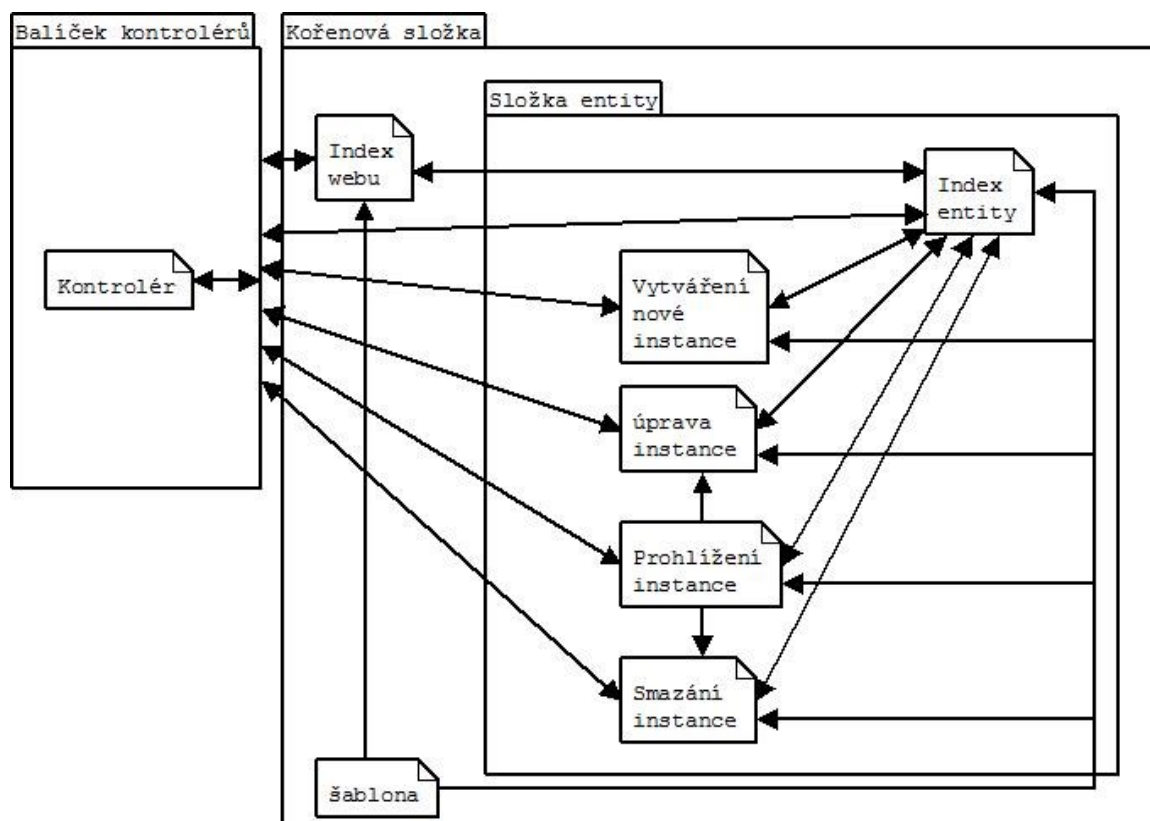 Balíček kontrolérů
Kořenová složka
Složka entity
Index
webu
Index
entity
Kontrolér
Vytváření
nové
instance
úprava
instance
Prohlížení
instance
Smazání
instance
šablona